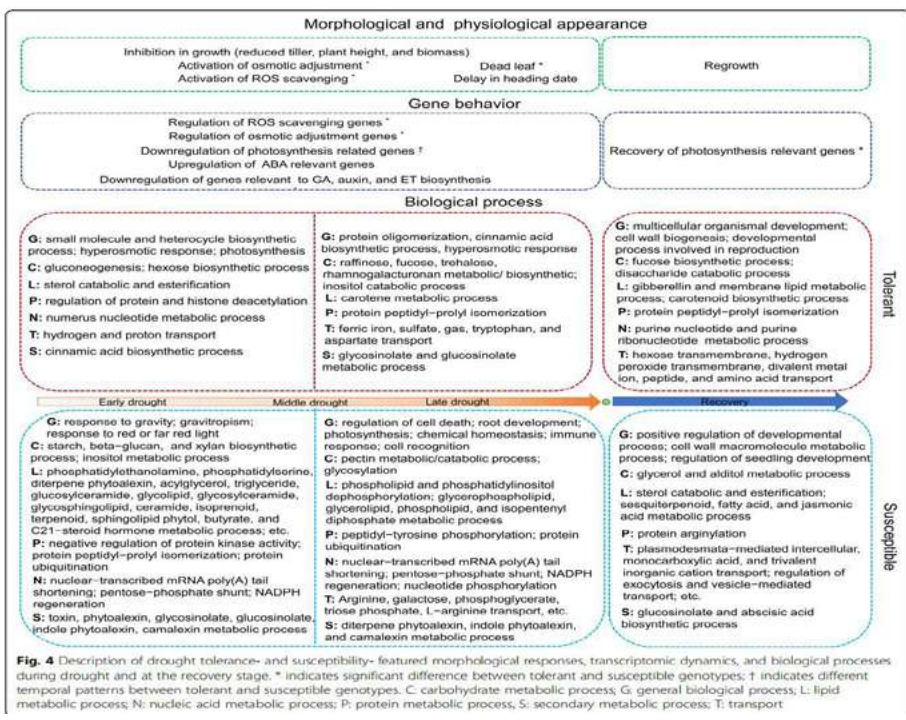 Morphological and physiological appearance
Inhibition in growth (reduced tiller, plant height, and biomass)
Activation of osmotic adjustment *
Activation of ROS scavenging *
Dead leaf *
Delay in heading date
Regrowth
Gene behavior
Regulation of ROS scavenging genes *
Regulation of osmotic adjustment genes *
Downregulation of photosynthesis related genes †
Upregulation of ABA relevant genes
Downregulation of genes relevant to GA, auxin, and ET biosynthesis
Recovery of photosynthesis relevant genes *
Biological process
G: small molecule and heterocycle biosynthetic
process; hyperosmotic response; photosynthesis
C: gluconeogenesis; hexose biosynthetic process
L: sterol catabolic and esterification
P: regulation of protein and histone deacetylation
N: numerus nucleotide metabolic process
T: hydrogen and proton transport
S: cinnamic acid biosynthetic process
G: protein oligomerization, cinnamic acid
biosynthetic process, hyperosmotic response
C: raffinose, fucose, trehalose,
rhamnogalacturonan metabolic/ biosynthetic;
inositol catabolic process
L: carotene metabolic process
P: protein peptidyl-prolyl isomerization
T: ferric iron, sulfate, gas, tryptophan, and
aspartate transport
S: glycosinolate and glucosinolate
metabolic process
G: multicellular organismal development;
cell wall biogenesis; developmental
process involved in reproduction
C: fucose biosynthetic process;
disaccharide catabolic process
L: gibberellin and membrane lipid metabolic
process; carotenoid biosynthetic process
P: protein peptidyl-prolyl isomerization
N: purine nucleotide and purine
ribonucleotide metabolic process
T: hexose transmembrane, hydrogen
peroxide transmembrane, divalent metal
ion, peptide, and amino acid transport
Tolerant
Early drought
Middle drought
Late drought
Recovery
G: response to gravity; gravitropism;
response to red or far red light
C: starch, beta-glucan, and xylan biosynthetic
process; inositol metabolic process
L: phosphatidylethanolamine, phosphatidylserine,
diterpene phytoalexin, acylglycerol, triglyceride,
glucosylceramide, glycolipid, glycosylceramide,
glycosphingolipid, ceramide, isoprenoid,
terpenoid, sphingolipid phytol, butyrate, and
C21-steroid hormone metabolic process; etc.
P: negative regulation of protein kinase activity;
protein peptidyl-prolyl isomerization; protein
ubiquitination
N: nuclear-transcribed mRNA poly(A) tail
shortening; pentose-phosphate shunt; NADPH
regeneration
S: toxin, phytoalexin, glycosinolate, glucosinolate,
indole phytoalexin, camalexin metabolic process
G: regulation of cell death; root development;
photosynthesis; chemical homeostasis; immune
response; cell recognition
C: pectin metabolic/catabolic process;
glycosylation
L: phospholipid and phosphatidylinositol
dephosphorylation; glycerophospholipid,
glycerolipid, phospholipid, and isopentenyl
diphosphate metabolic process
P: peptidyl-tyrosine phosphorylation; protein
ubiquitination
N: nuclear-transcribed mRNA poly(A) tail
shortening; pentose-phosphate shunt; NADPH
regeneration; nucleotide phosphorylation
T: Arginine, galactose, phosphoglycerate,
triose phosphate, L-arginine transport, etc.
S: diterpene phytoalexin, indole phytoalexin,
and camalexin metabolic process
G: positive regulation of developmental
process; cell wall macromolecule metabolic
process; regulation of seedling development
C: glycerol and alditol metabolic process
L: sterol catabolic and esterification;
sesquiterpenoid, fatty acid, and jasmonic
acid metabolic process
P: protein arginylation
T: plasmodesmata-mediated intercellular,
monocarboxylic acid, and trivalent
inorganic cation transport; regulation
of exocytosis and vesicle-mediated
transport; etc.
S: glucosinolate and abscisic acid
biosynthetic process
Susceptible
Fig. 4 Description of drought tolerance- and susceptibility- featured morphological responses, transcriptomic dynamics, and biological processes
during drought and at the recovery stage. * indicates significant difference between tolerant and susceptible genotypes; † indicates different
temporal patterns between tolerant and susceptible genotypes. C: carbohydrate metabolic process; G: general biological process; L: lipid
metabolic process; N: nucleic acid metabolic process; P: protein metabolic process, S: secondary metabolic process; T: transport